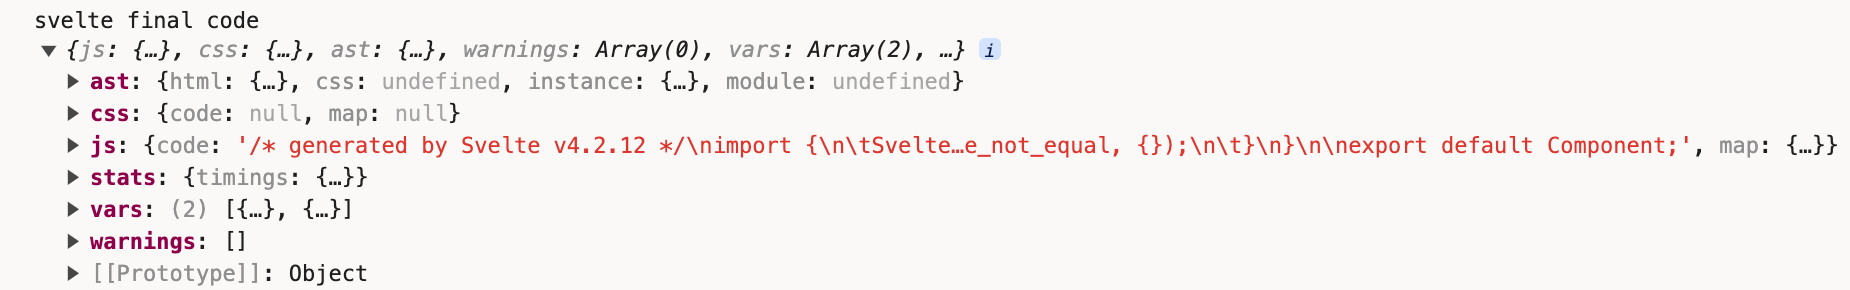 svelte final code
▼ {js: {…}, css: {…}, ast: {…}, warnings: Array(0), vars: Array(2), …} i
▶ ast: {html: {…}, css: undefined, instance: {…}, module: undefined}
▶ css: {code: null, map: null}
▶ js: {code: '/* generated by Svelte v4.2.12 */\nimport {\n\tSvelte…e_not_equal, {});\n\t}\n}\n\nexport default Component;', map: {…}}
▶ stats: {timings: {…}}
▶ vars: (2) [{…}, {…}]
▶ warnings: []
▶ [[Prototype]]: Object